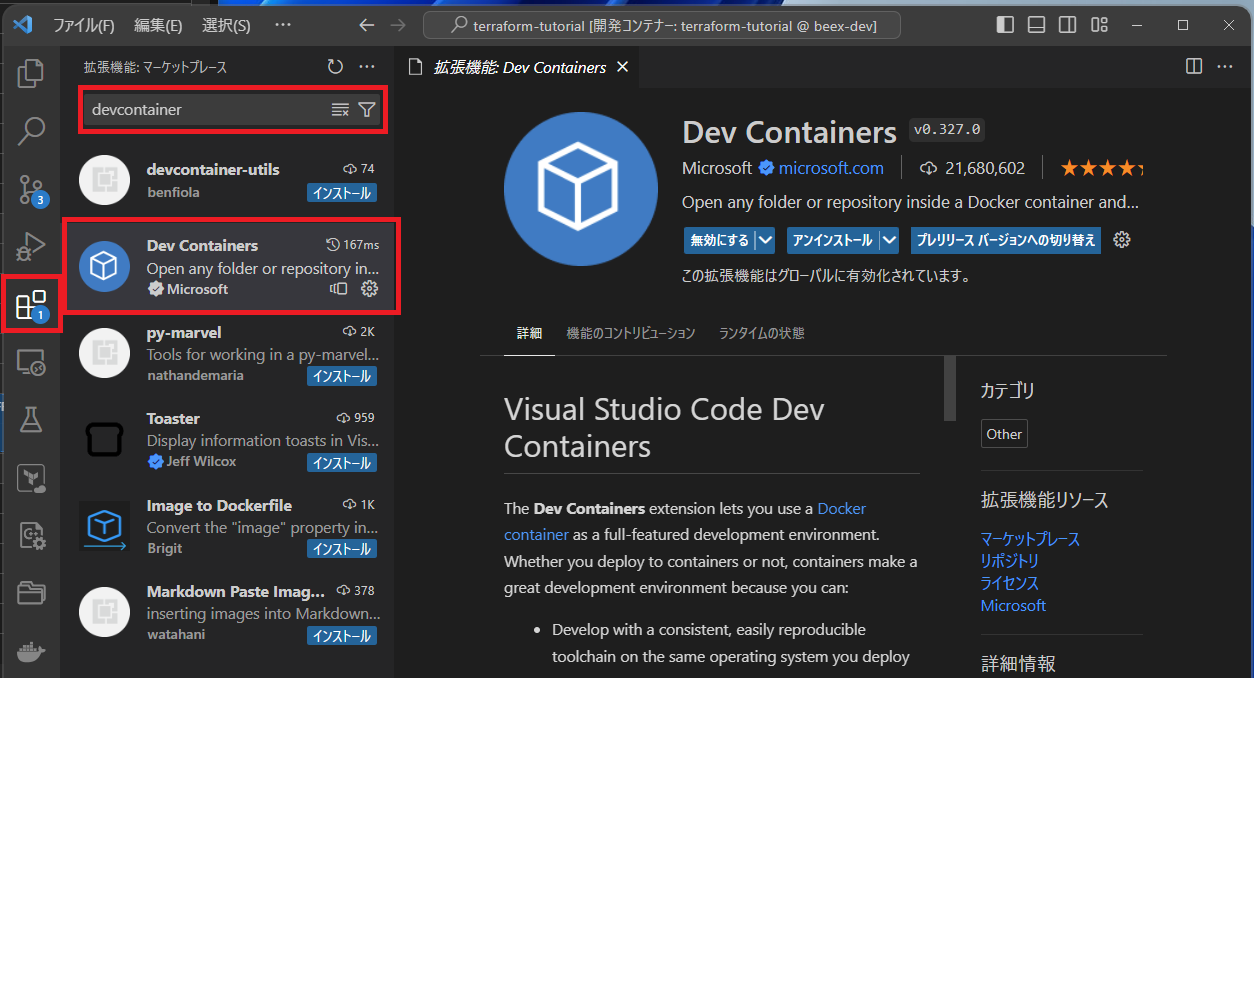 ファイル(F) 編集(E) 選択(S) ··· terraform-tutorial [開発コンテナー: terraform-tutorial @ beex-dev]
拡張機能: マーケットプレース
devcontainer
devcontainer-utils 74
benfiola インストール
Dev Containers 167ms
Open any folder or repository in...
Microsoft
py-marvel 2K
Tools for working in a py-marvel...
nathandemaria インストール
Toaster 959
Display information toasts in Vis...
Jeff Wilcox インストール
Image to Dockerfile 1K
Convert the "image" property in...
Brigit インストール
Markdown Paste Imag... 378
inserting images into Markdown...
watahani インストール
3
1
拡張機能: Dev Containers
Dev Containers v0.327.0
Microsoft microsoft.com 21,680,602
Open any folder or repository inside a Docker container and...
無効にする アンインストール プレリリース バージョンへの切り替え
この拡張機能はグローバルに有効化されています。
詳細 機能のコントリビューション ランタイムの状態
Visual Studio Code Dev
Containers
The Dev Containers extension lets you use a Docker
container as a full-featured development environment.
Whether you deploy to containers or not, containers make a
great development environment because you can:
• Develop with a consistent, easily reproducible
toolchain on the same operating system you deploy
カテゴリ
Other
拡張機能リソース
マーケットプレース
リポジトリ
ライセンス
Microsoft
詳細情報